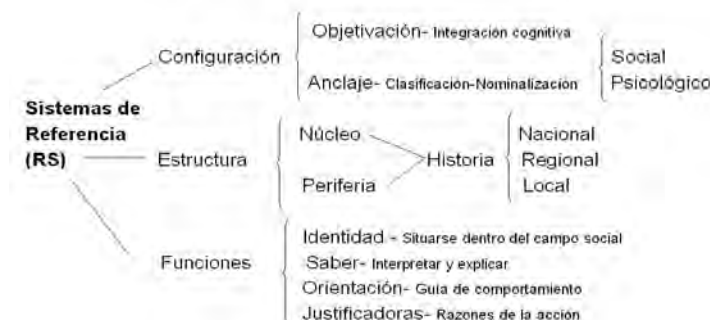 Sistemas de
Referencia
(RS)
Configuración
Objetivación- Integración cognitiva
Anclaje- Clasificación-Nominalización
Social
Psicológico
Estructura
Núcleo
Periferia
Historia
Nacional
Regional
Local
Funciones
Identidad - Situarse dentro del campo social
Saber- Interpretar y explicar
Orientación- Guia de comportamiento
Justificadoras- Razones de la acción